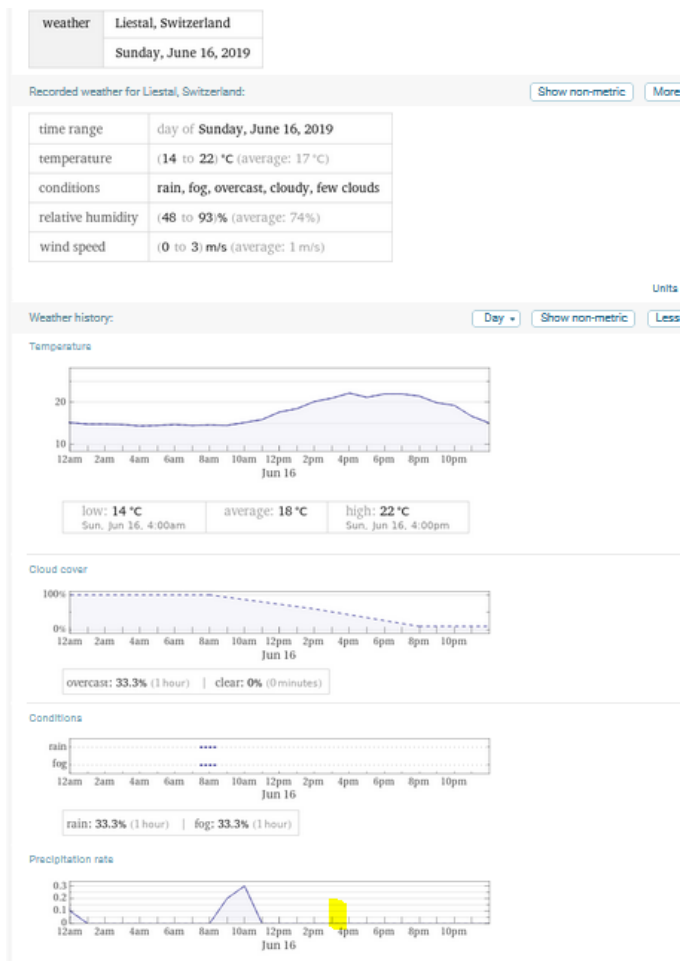 weather
Liestal, Switzerland
Sunday, June 16, 2019
Recorded weather for Liestal, Switzerland:
Show non-metric
More
time range
day of Sunday, June 16, 2019
temperature
(14 to 22) °C (average: 17 °C)
conditions
rain, fog, overcast, cloudy, few clouds
relative humidity
(48 to 93)% (average: 74%)
wind speed
(0 to 3) m/s (average: 1 m/s)
Units
Weather history:
Day
Show non-metric
Less
Temperature
20
10
12am 2am 4am 6am 8am 10am 12pm 2pm 4pm 6pm 8pm 10pm
Jun 16
low: 14 °C
Sun, Jun 16, 4:00am
average: 18 °C
high: 22 °C
Sun, Jun 16, 4:00pm
Cloud cover
100%
0%
12am 2am 4am 6am 8am 10am 12pm 2pm 4pm 6pm 8pm 10pm
Jun 16
overcast: 33.3% (1 hour) | clear: 0% (0 minutes)
Conditions
rain
fog
12am 2am 4am 6am 8am 10am 12pm 2pm 4pm 6pm 8pm 10pm
Jun 16
rain: 33.3% (1 hour) | fog: 33.3% (1 hour)
Precipitation rate
0.3
0.2
0.1
0
12am 2am 4am 6am 8am 10am 12pm 2pm 4pm 6pm 8pm 10pm
Jun 16